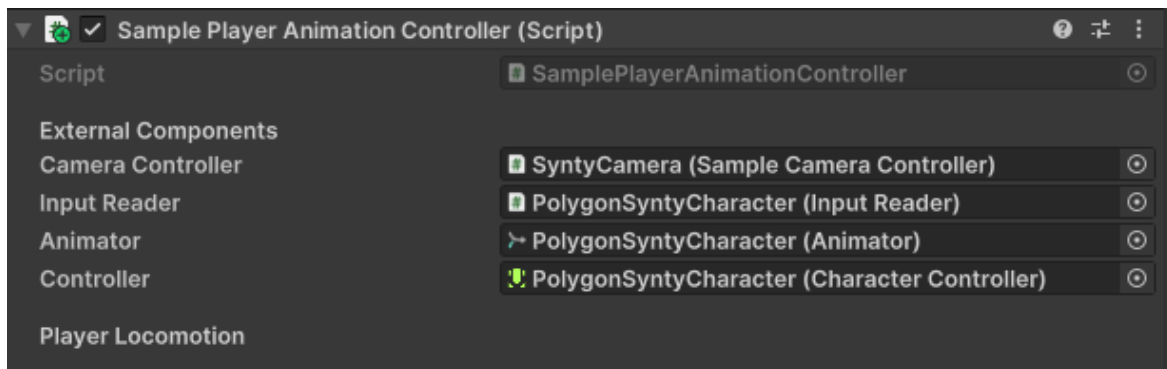 Sample Player Animation Controller (Script)
Script SamplePlayerAnimationController
External Components
Camera Controller SyntyCamera (Sample Camera Controller)
Input Reader PolygonSyntyCharacter (Input Reader)
Animator PolygonSyntyCharacter (Animator)
Controller PolygonSyntyCharacter (Character Controller)
Player Locomotion